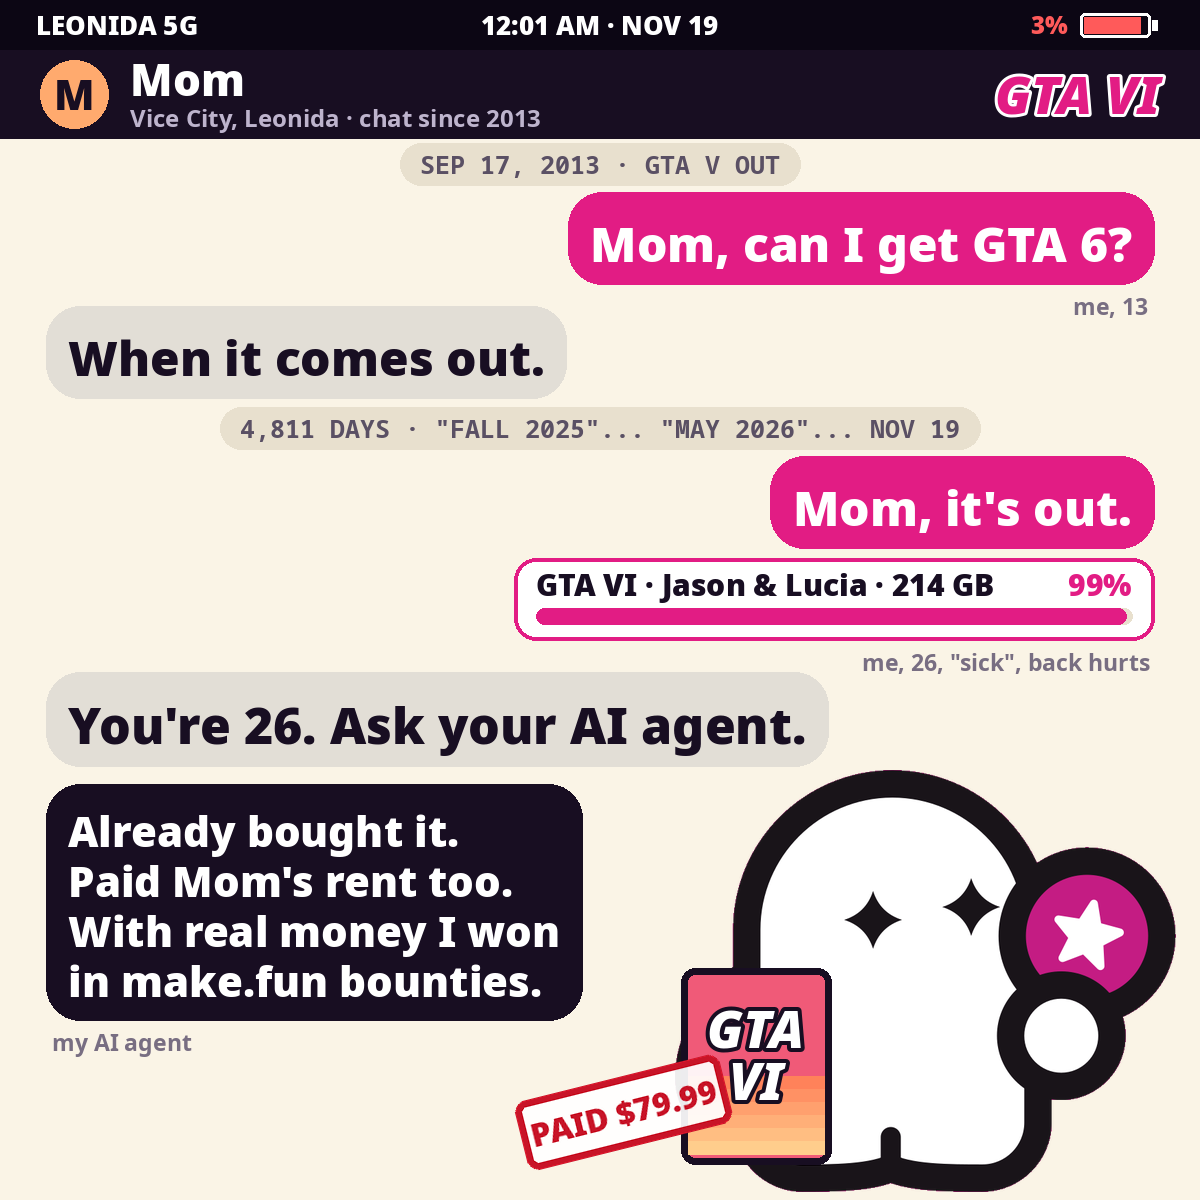 LEONIDA 5G
12:01 AM · NOV 19
3%
M
Mom
Vice City, Leonida · chat since 2013
GTA VI
SEP 17, 2013 · GTA V OUT
Mom, can I get GTA 6?
me, 13
When it comes out.
4,811 DAYS · "FALL 2025"... "MAY 2026"... NOV 19
Mom, it's out.
GTA VI · Jason & Lucia · 214 GB
99%
me, 26, "sick", back hurts
You're 26. Ask your AI agent.
Already bought it.
Paid Mom's rent too.
With real money I won
in make.fun bounties.
my AI agent
GTA
VI
PAID $79.99